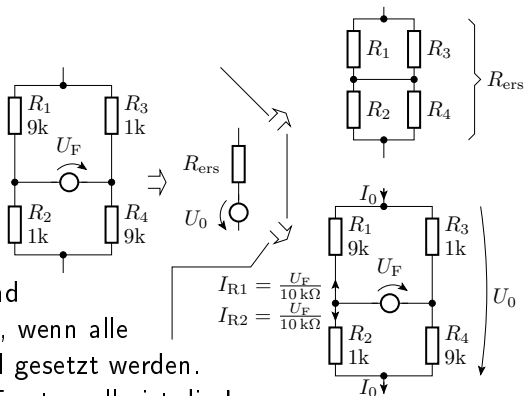 R1
9k
R3
1k
UF
R2
1k
R4
9k
Rers
U0
R1
R3
R2
R4
Rers
I0
R1
9k
R3
1k
UF
IR1 = UF / 10 kΩ
IR2 = UF / 10 kΩ
R2
1k
R4
9k
U0
I0
, wenn alle
gesetzt werden.